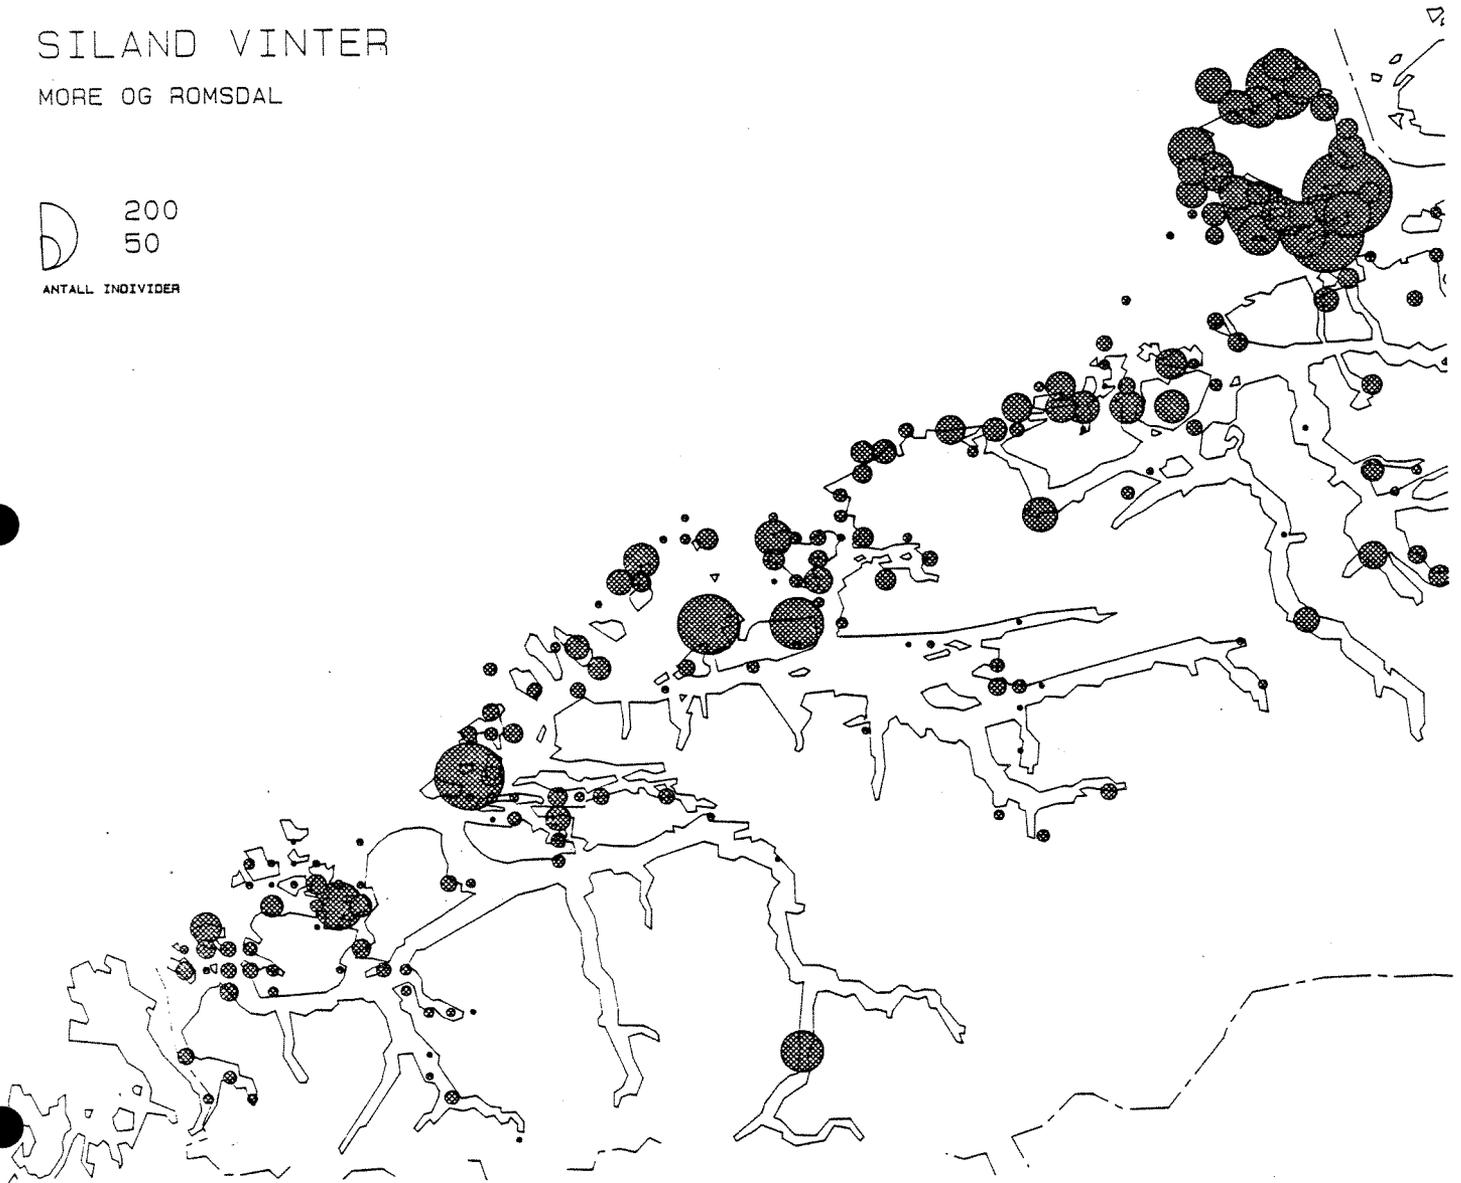 SILAND VINTER
MORE OG ROMSDAL
200
50
ANTALL INDIVIDER